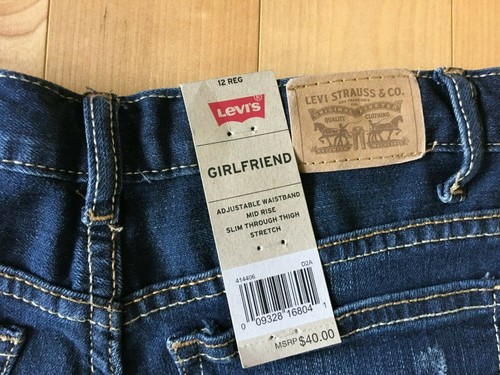 12 REG
Levi's
®
GIRLFRIEND
ADJUSTABLE WAISTBAND
MID RISE
SLIM THROUGH THIGH
STRETCH
414406 D2A
0 09328 16804 1
MSRP $40.00
LEVI STRAUSS & CO.
QUALITY CLOTHING